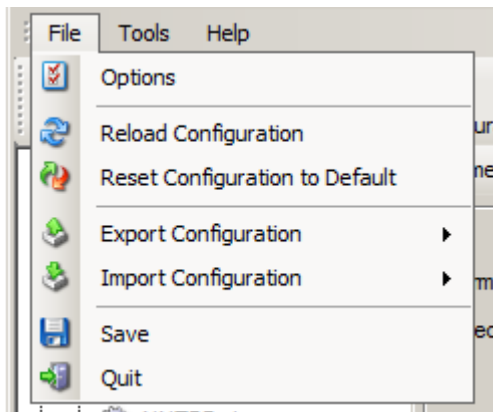 File Tools Help
Options
Reload Configuration
Reset Configuration to Default
Export Configuration
Import Configuration
Save
Quit